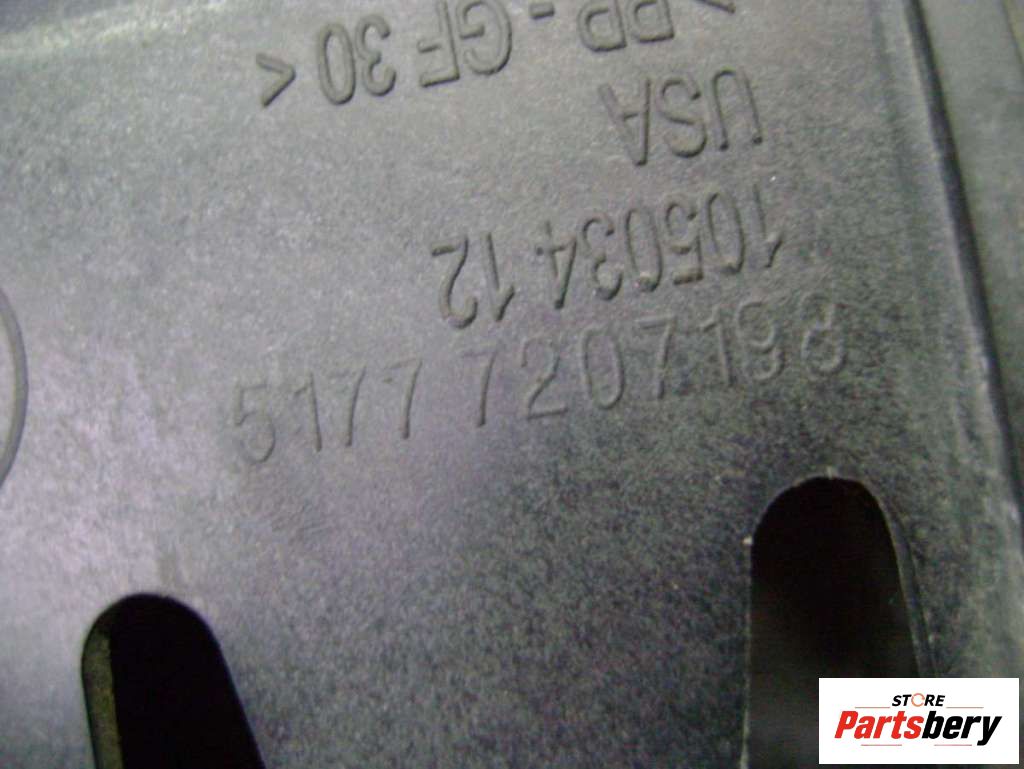 >PP - GF 30<
USA
105034 12
5177 7207198
STORE
Partsbery